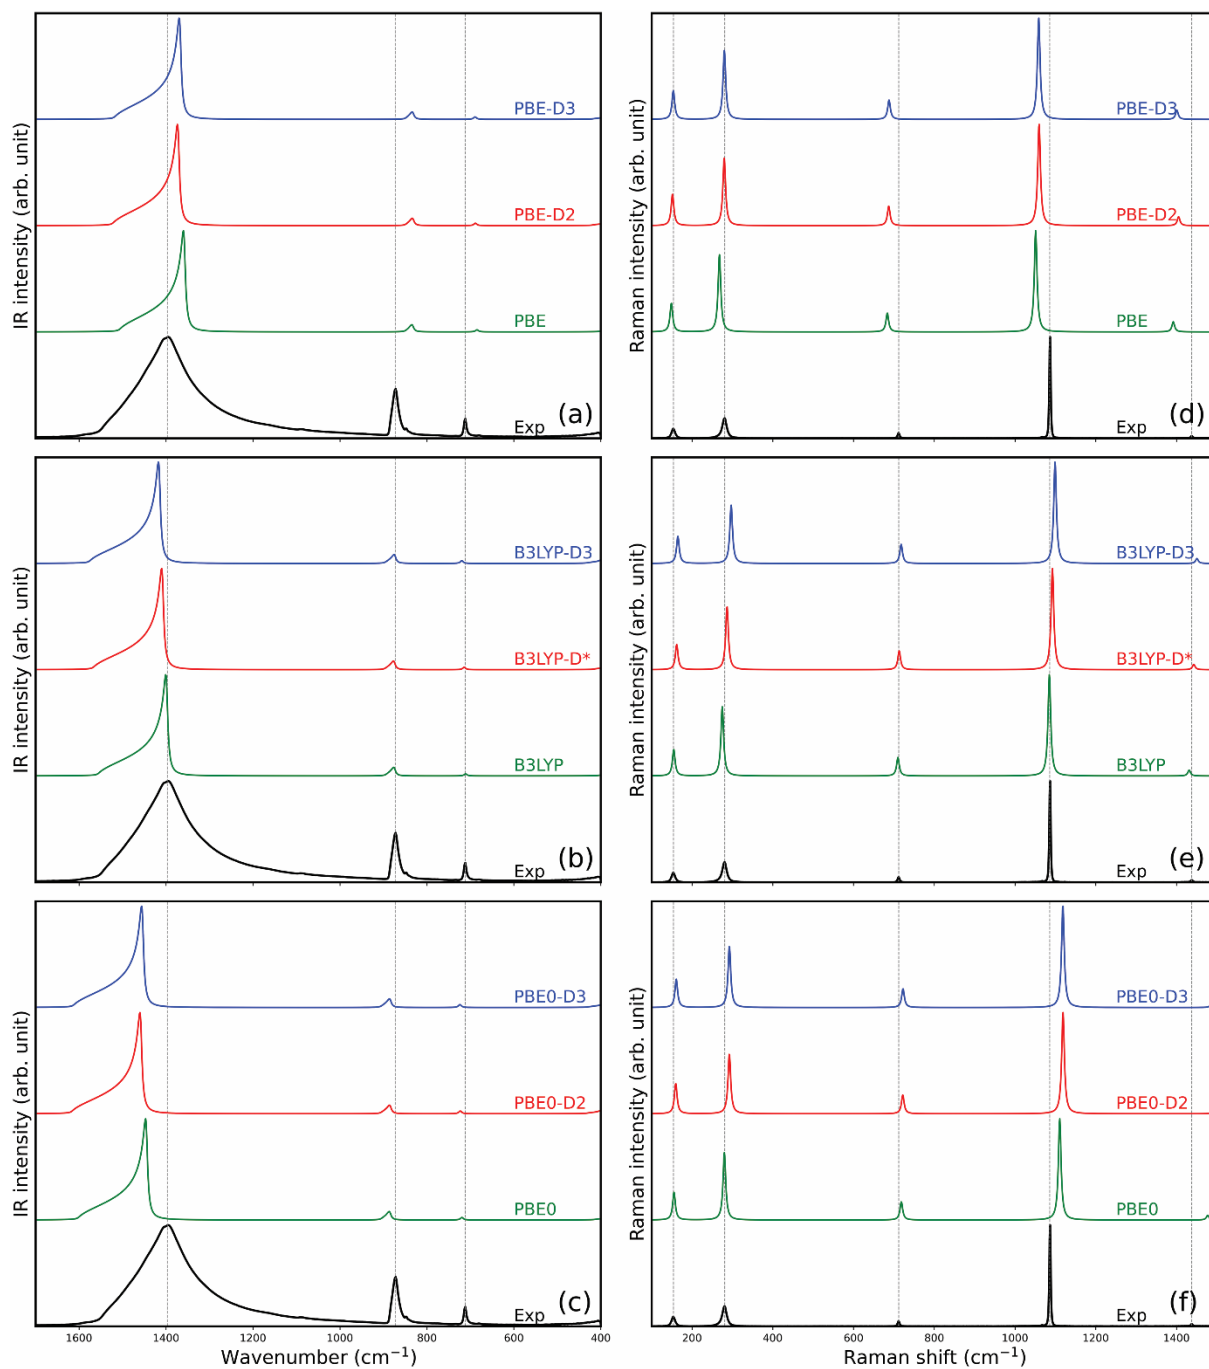 IR intensity (arb. unit)
PBE-D3
PBE-D2
PBE
Exp
(a)
Raman intensity (arb. unit)
PBE-D3
PBE-D2
PBE
Exp
(d)
IR intensity (arb. unit)
B3LYP-D3
B3LYP-D*
B3LYP
Exp
(b)
Raman intensity (arb. unit)
B3LYP-D3
B3LYP-D*
B3LYP
Exp
(e)
IR intensity (arb. unit)
PBE0-D3
PBE0-D2
PBE0
Exp
(c)
1600 1400 1200 1000 800 600 400
Wavenumber (cm⁻¹)
Raman intensity (arb. unit)
PBE0-D3
PBE0-D2
PBE0
Exp
(f)
200 400 600 800 1000 1200 1400
Raman shift (cm⁻¹)